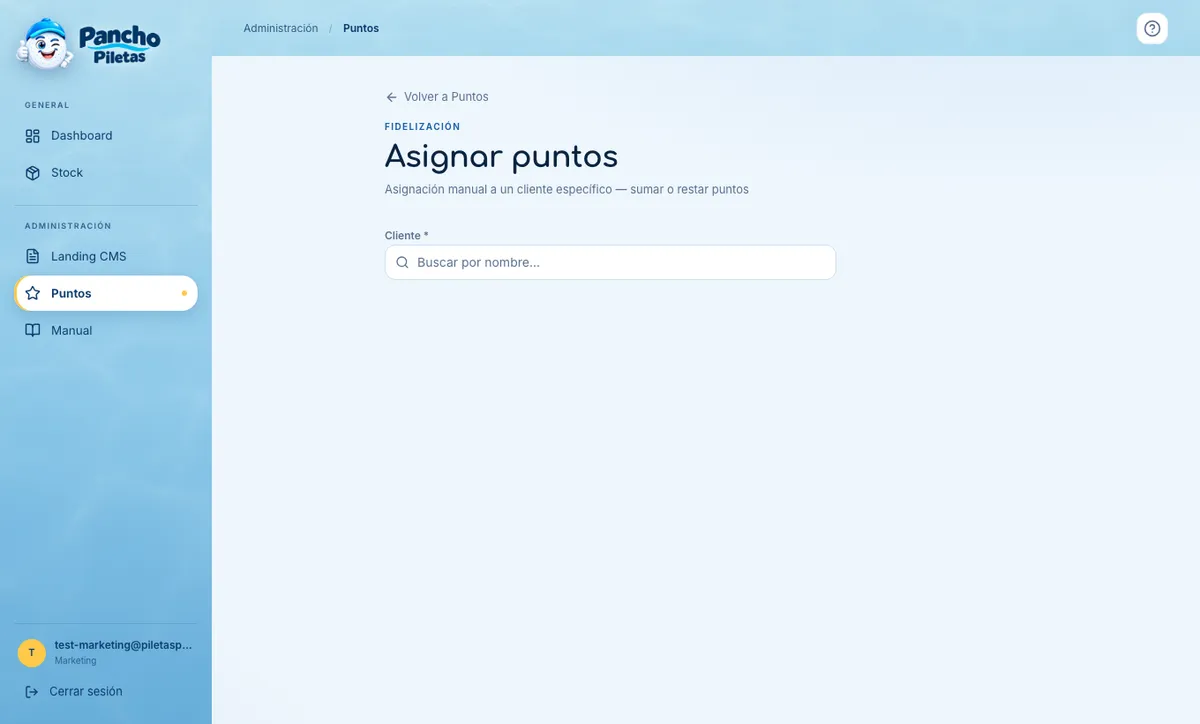 Pancho
Piletas
GENERAL
Dashboard
Stock
ADMINISTRACIÓN
Landing CMS
Puntos
Manual
T
test-marketing@piletasp...
Marketing
Cerrar sesión
Administración / Puntos
Volver a Puntos
FIDELIZACIÓN
Asignar puntos
Asignación manual a un cliente específico — sumar o restar puntos
Cliente *
Buscar por nombre...